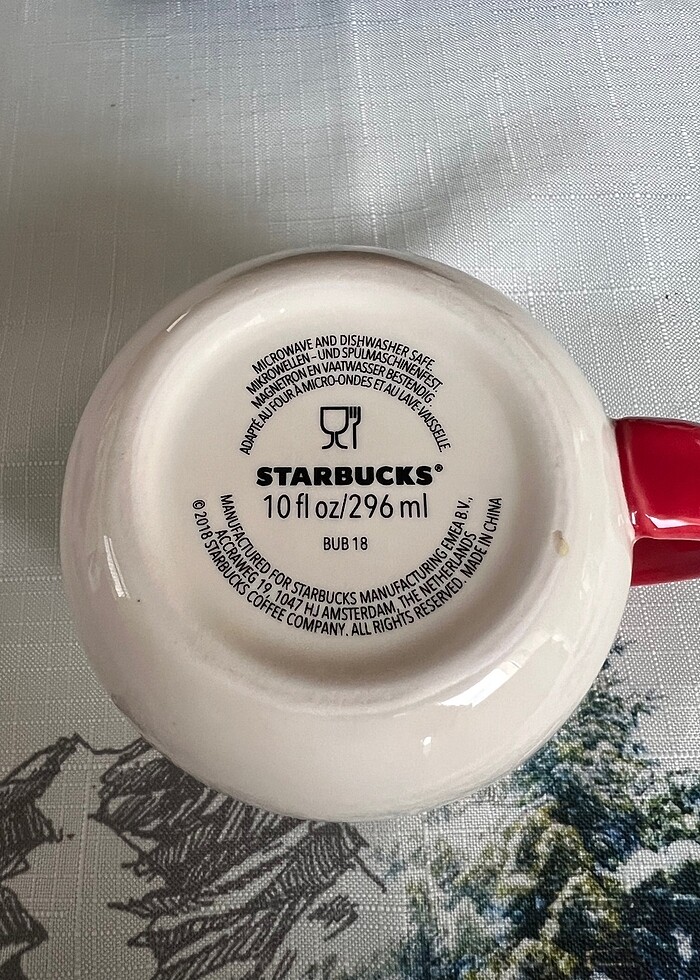 MICROWAVE AND DISHWASHER SAFE.
MIKROWELLEN – UND SPÜLMASCHINENFEST.
MAGNETRON EN VAATWASSER BESTENDIG.
ADAPTÉ AU FOUR À MICRO-ONDES ET AU LAVE-VAISSELLE.
STARBUCKS®
10 fl oz/296 ml
BUB 18
MANUFACTURED FOR STARBUCKS MANUFACTURING EMEA B.V.,
ACCRAWEG 19, 1047 HJ AMSTERDAM, THE NETHERLANDS
© 2018 STARBUCKS COFFEE COMPANY. ALL RIGHTS RESERVED. MADE IN CHINA